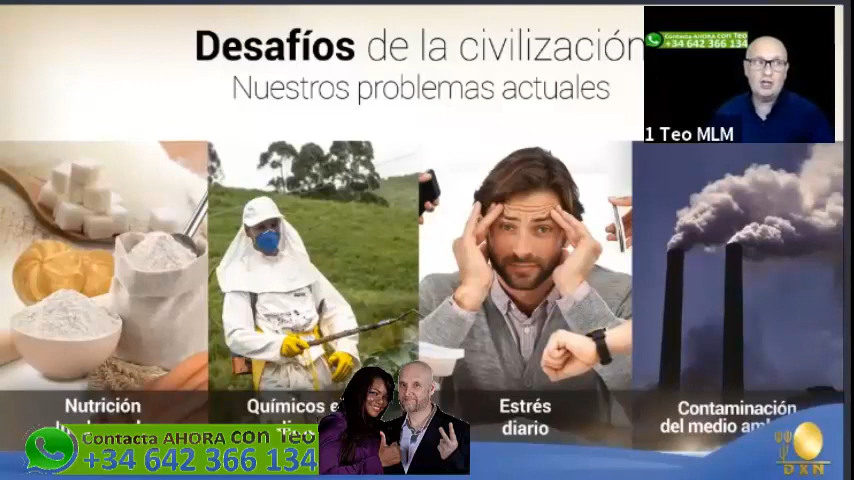 Desafíos de la civilización
Nuestros problemas actuales
Contacta AHORA con Teo
+34 642 366 134
1 Teo MLM
Nutrición
Químicos e
Estrés
diario
Contaminación
del medio am
Contacta AHORA con Teo
+34 642 366 134
DXN